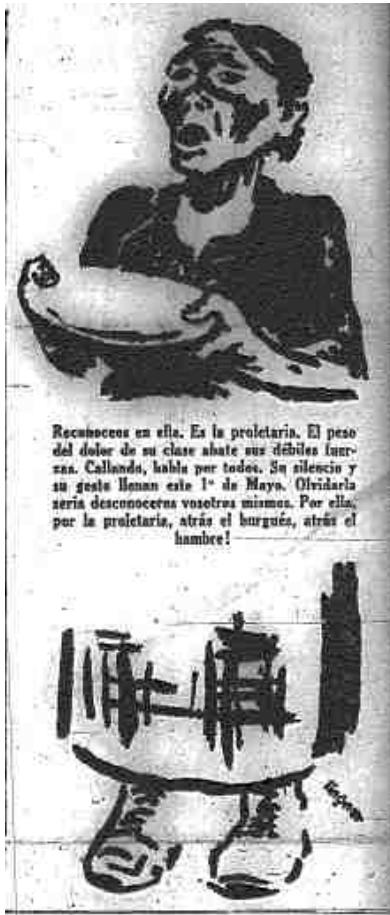 Reconoceos en ella. Es la proletaria. El peso
del dolor de su clase abate sus débiles fuer-
zas. Callando, habla por todos. Su silencio y
su gesto llenan este 1º de Mayo. Olvidarla
sería desconoceros vosotros mismos. Por ella,
por la proletaria, atrás el burgués, atrás el
hambre!